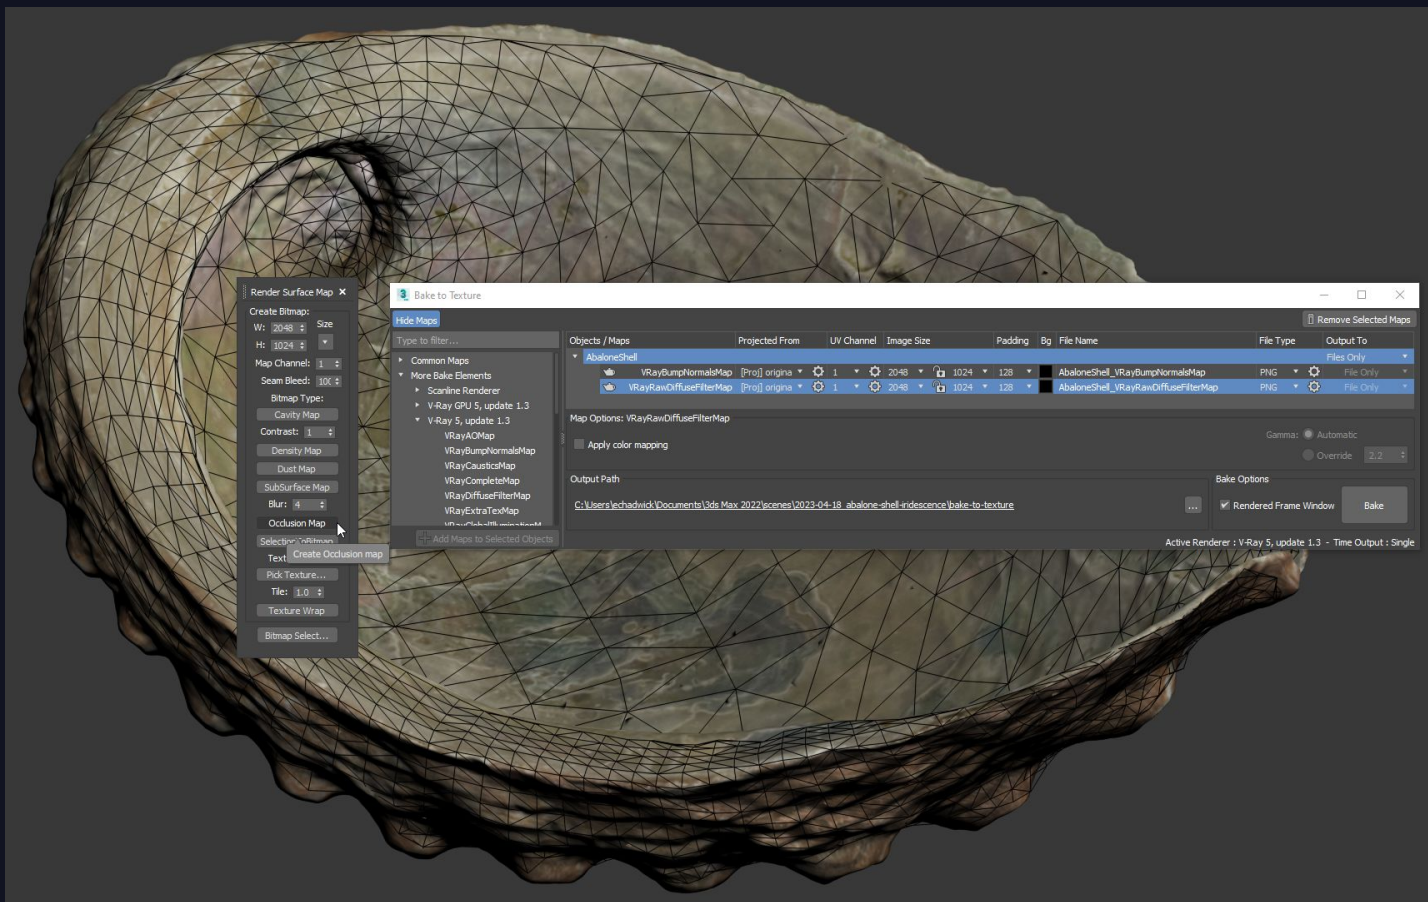 Render Surface Map
Create Bitmap:
W: 2048
Size
H: 1024
Map Channel: 1
Seam Bleed:
Bitmap Type:
Cavity Map
Contrast: 1
Density Map
Dust Map
SubSurface Map
Blur: 4
Occlusion Map
SelectionToBitmap
Create Occlusion map
Pick Texture...
Tile: 1.0
Texture Wrap
Bitmap Select...
3 Bake to Texture
Hide Maps
Remove Selected Maps
Type to filter...
Common Maps
More Bake Elements
Scanline Renderer
V-Ray GPU 5, update 1.3
V-Ray 5, update 1.3
VRayAOMap
VRayBumpNormalsMap
VRayCausticsMap
VRayCompleteMap
VRayDiffuseFilterMap
VRayExtraTexMap
Add Maps to Selected Objects
Objects / Maps Projected From UV Channel Image Size Padding Bg File Name File Type Output To
AbaloneShell Files Only
VRayBumpNormalsMap [Proj] origina 1 2048 1024 128 AbaloneShell_VRayBumpNormalsMap PNG File Only
VRayRawDiffuseFilterMap [Proj] origina 1 2048 1024 128 AbaloneShell_VRayRawDiffuseFilterMap PNG File Only
Map Options: VRayRawDiffuseFilterMap
Apply color mapping
Gamma: Automatic
Override 2.2
Output Path
C:\Users\echadwick\Documents\3ds Max 2022\scenes\2023-04-18_abalone-shell-iridescence\bake-to-texture
...
Bake Options
Rendered Frame Window
Bake
Active Renderer : V-Ray 5, update 1.3 - Time Output : Single